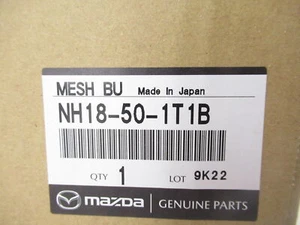 MESH BU Made In Japan
NH18-50-1T1B
QTY 1 LOT 9K22
mazda GENUINE PARTS